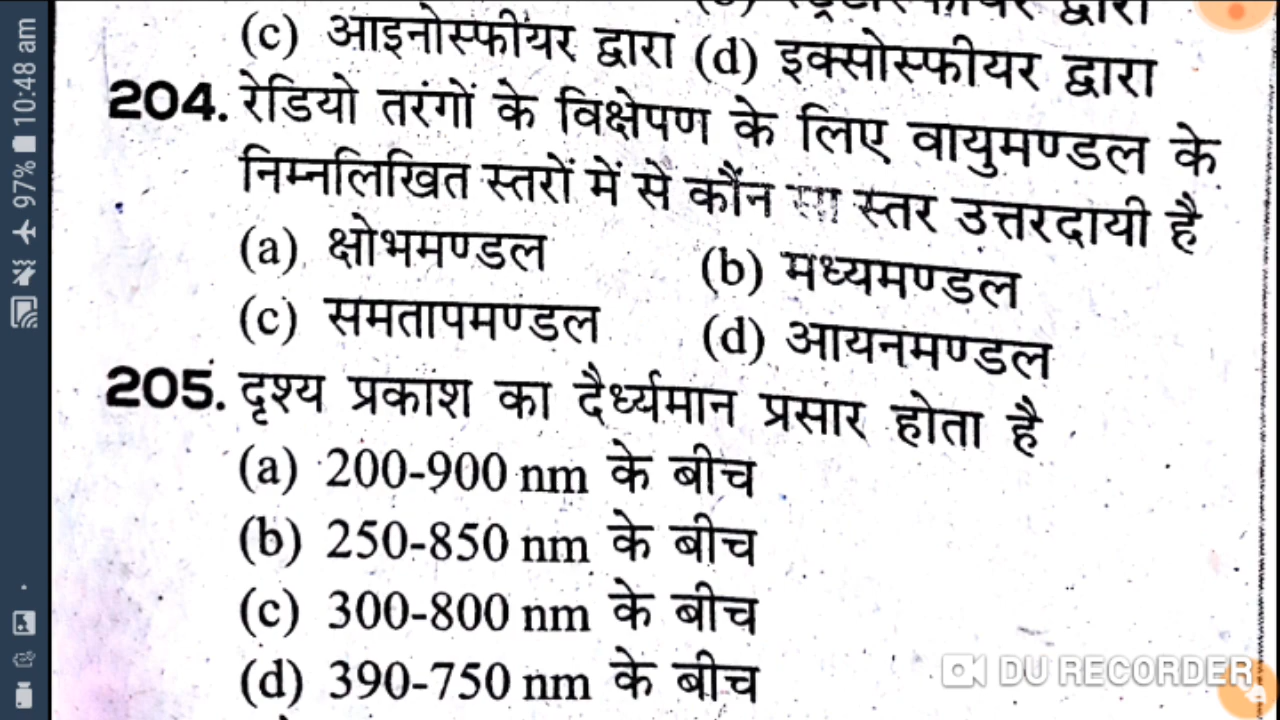 (c) आइनोस्फीयर द्वारा (d) इक्सोस्फीयर द्वारा
204. रेडियो तरंगों के विक्षेपण के लिए वायुमण्डल के
निम्नलिखित स्तरों में से कौन सा स्तर उत्तरदायी है
(a) क्षोभमण्डल (b) मध्यमण्डल
(c) समतापमण्डल (d) आयनमण्डल
205. दृश्य प्रकाश का दैर्ध्यमान प्रसार होता है
(a) 200-900 nm के बीच
(b) 250-850 nm के बीच
(c) 300-800 nm के बीच
(d) 390-750 nm के बीच
DU RECORDER
97% 10:48 am